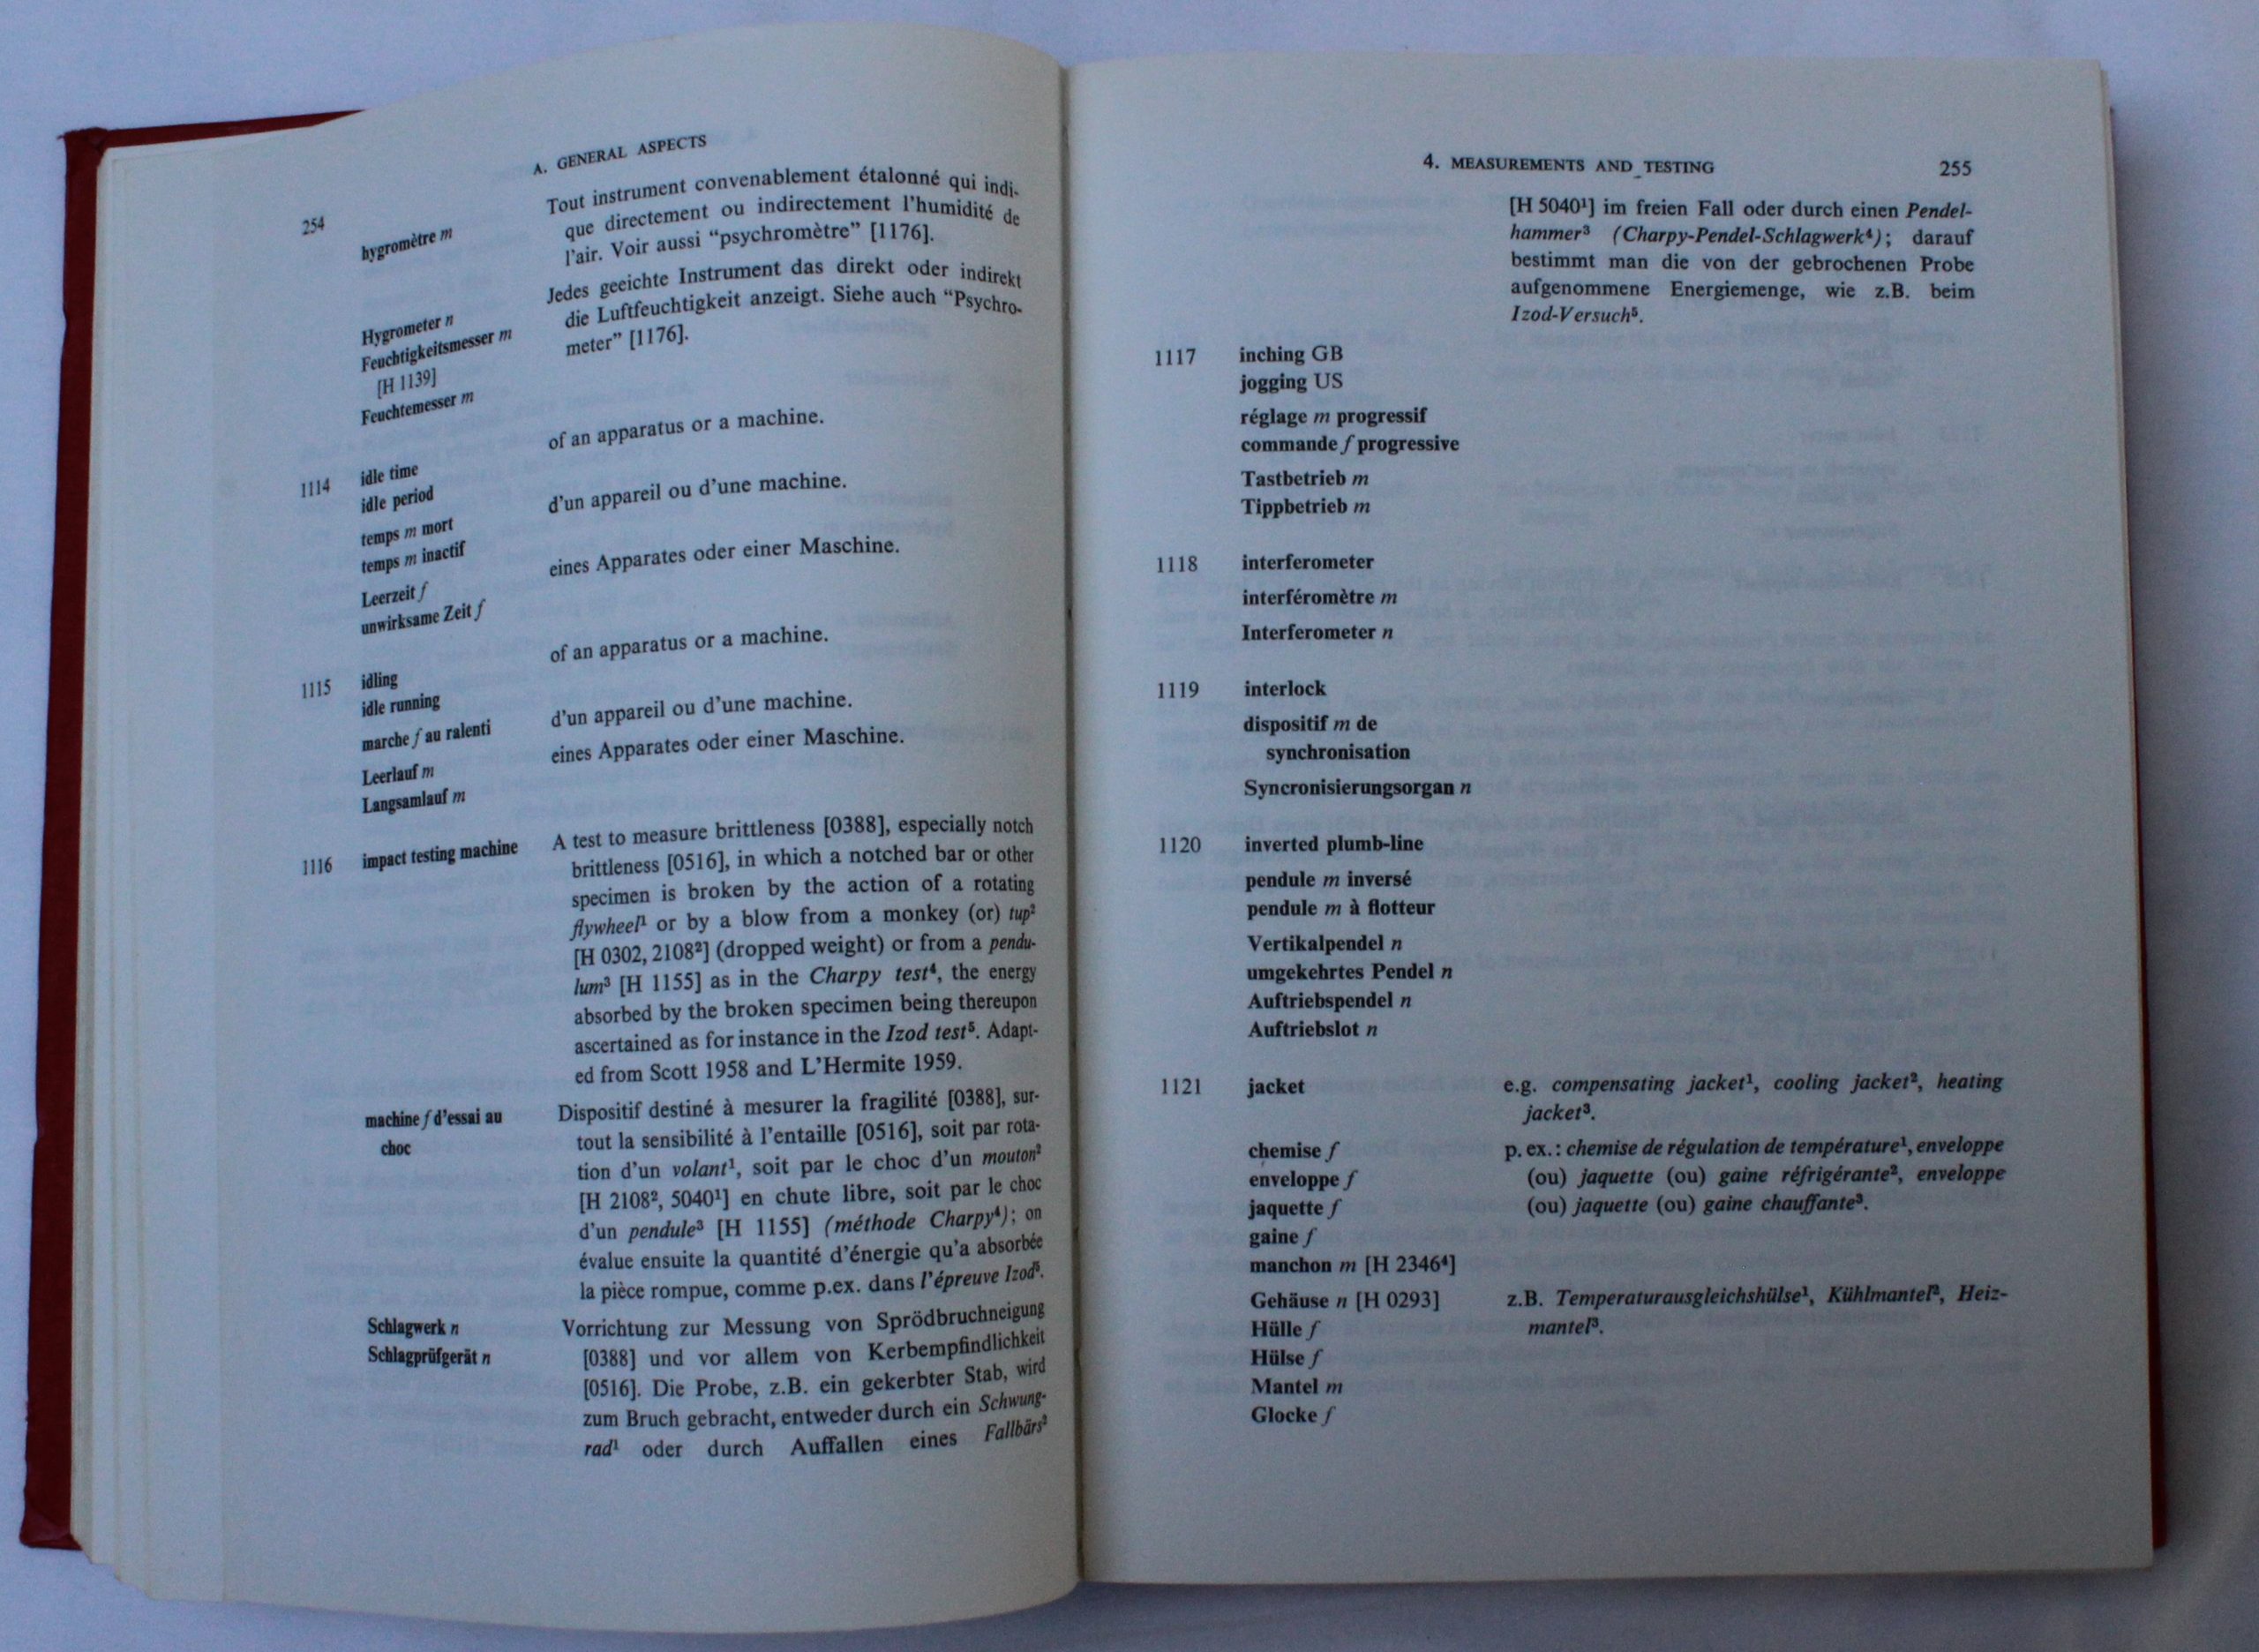 254
A. GENERAL ASPECTS
hygromètre m
Tout instrument convenablement étalonné qui indi-
que directement ou indirectement l'humidité de
l'air. Voir aussi “psychromètre” [1176].
Hygrometer n
Feuchtigkeitsmesser m
[H 1139]
Feuchtemesser m
Jedes geeichte Instrument das direkt oder indirekt
die Luftfeuchtigkeit anzeigt. Siehe auch “Psychro-
meter” [1176].
1114 idle time
idle period
of an apparatus or a machine.
temps m mort
temps m inactif
d'un appareil ou d'une machine.
Leerzeit f
unwirksame Zeit f
eines Apparates oder einer Maschine.
1115 idling
idle running
of an apparatus or a machine.
marche f au ralenti
d'un appareil ou d'une machine.
Leerlauf m
Langsamlauf m
eines Apparates oder einer Maschine.
1116 impact testing machine
A test to measure brittleness [0388], especially notch
brittleness [0516], in which a notched bar or other
specimen is broken by the action of a rotating
flywheel¹ or by a blow from a monkey (or) tup²
[H 0302, 2108²] (dropped weight) or from a pendu-
lum³ [H 1155] as in the Charpy test⁴, the energy
absorbed by the broken specimen being thereupon
ascertained as for instance in the Izod test⁵. Adapt-
ed from Scott 1958 and L'Hermite 1959.
machine f d'essai au
choc
Dispositif destiné à mesurer la fragilité [0388], sur-
tout la sensibilité à l'entaille [0516], soit par rota-
tion d'un volant¹, soit par le choc d'un mouton²
[H 2108², 5040¹] en chute libre, soit par le choc
d'un pendule³ [H 1155] (méthode Charpy⁴); on
évalue ensuite la quantité d'énergie qu'a absorbée
la pièce rompue, comme p.ex. dans l'épreuve Izod⁵.
Schlagwerk n
Schlagprüfgerät n
Vorrichtung zur Messung von Sprödbruchneigung
[0388] und vor allem von Kerbempfindlichkeit
[0516]. Die Probe, z.B. ein gekerbter Stab, wird
zum Bruch gebracht, entweder durch ein Schwung-
rad¹ oder durch Auffallen eines Fallbärs²
4. MEASUREMENTS AND TESTING
255
[H 5040¹] im freien Fall oder durch einen Pendel-
hammer³ (Charpy-Pendel-Schlagwerk⁴); darauf
bestimmt man die von der gebrochenen Probe
aufgenommene Energiemenge, wie z.B. beim
Izod-Versuch⁵.
1117 inching GB
jogging US
réglage m progressif
commande f progressive
Tastbetrieb m
Tippbetrieb m
1118 interferometer
interféromètre m
Interferometer n
1119 interlock
dispositif m de
synchronisation
Syncronisierungsorgan n
1120 inverted plumb-line
pendule m inversé
pendule m à flotteur
Vertikalpendel n
umgekehrtes Pendel n
Auftriebspendel n
Auftriebslot n
1121 jacket
e.g. compensating jacket¹, cooling jacket², heating
jacket³.
chemise f
enveloppe f
jaquette f
gaine f
manchon m [H 2346⁴]
p. ex.: chemise de régulation de température¹, enveloppe
(ou) jaquette (ou) gaine réfrigérante², enveloppe
(ou) jaquette (ou) gaine chauffante³.
Gehäuse n [H 0293]
Hülle f
Hülse f
Mantel m
Glocke f
z.B. Temperaturausgleichshülse¹, Kühlmantel², Heiz-
mantel³.